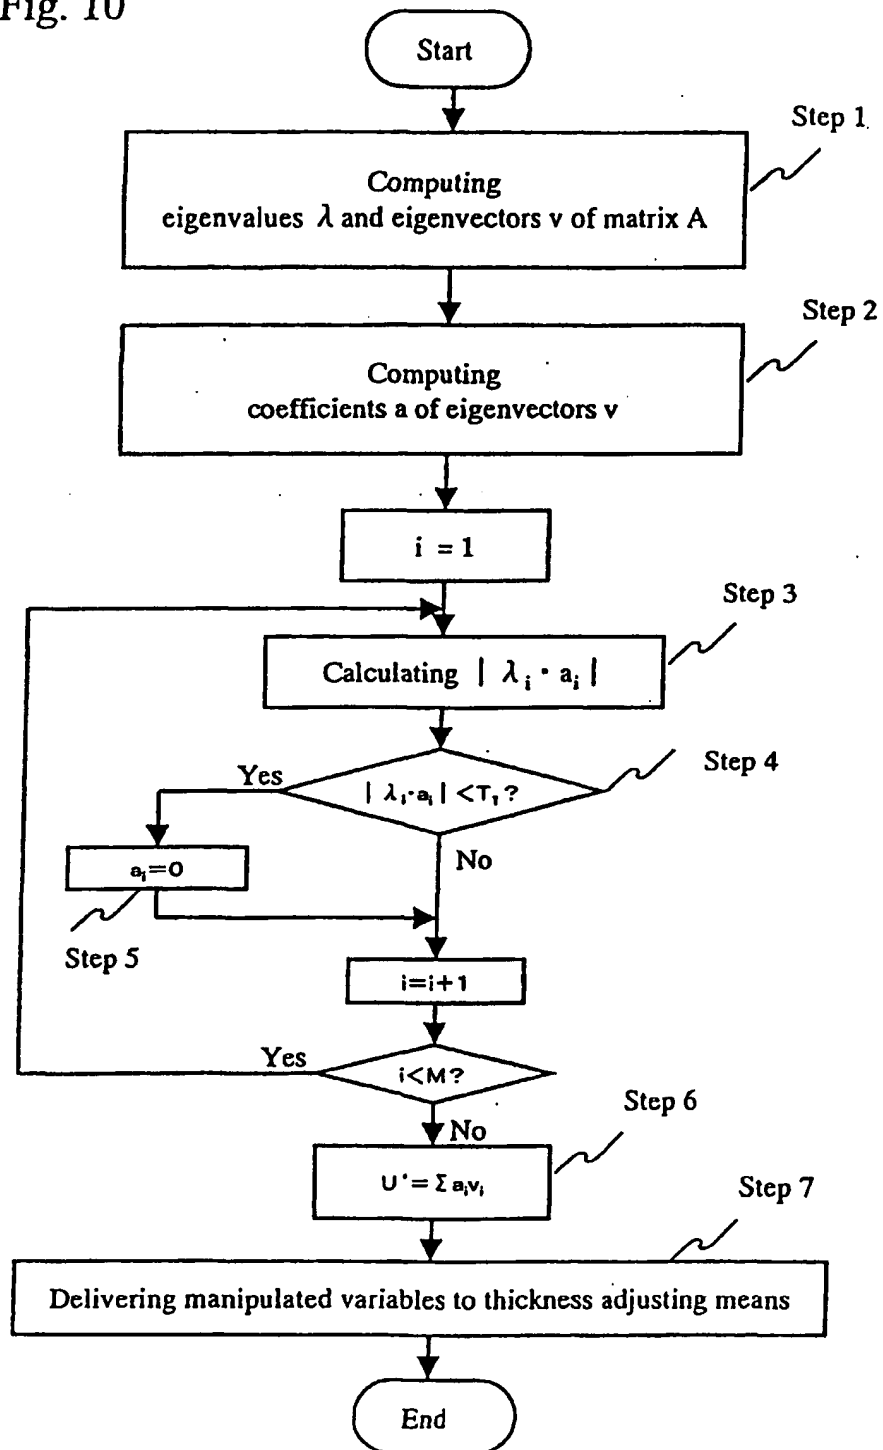 Fig. 10
Start
Step 1
Computing
eigenvalues λ and eigenvectors v of matrix A
Step 2
Computing
coefficients a of eigenvectors v
i = 1
Step 3
Calculating | λi · ai |
Step 4
Yes
| λi·ai | <T1?
No
ai=0
Step 5
i=i+1
Yes
i<M?
Step 6
No
U'=Σaivi
Step 7
Delivering manipulated variables to thickness adjusting means
End